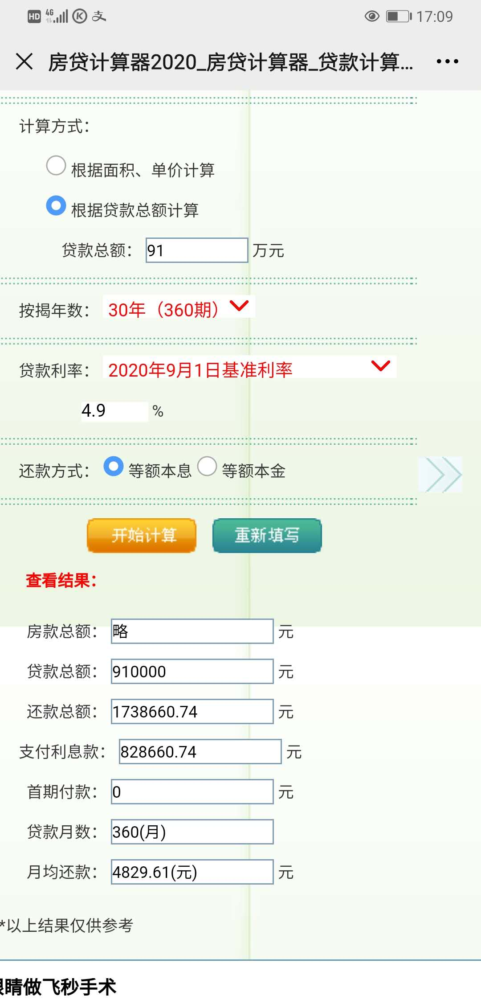 HD 4G K 支 17:09
房贷计算器2020_房贷计算器_贷款计算...
计算方式：
根据面积、单价计算
根据贷款总额计算
贷款总额： 91 万元
按揭年数： 30年（360期）
贷款利率： 2020年9月1日基准利率
4.9 %
还款方式： 等额本息 等额本金
开始计算 重新填写
查看结果：
房款总额： 略 元
贷款总额： 910000 元
还款总额： 1738660.74 元
支付利息款： 828660.74 元
首期付款： 0 元
贷款月数： 360(月)
月均还款： 4829.61(元) 元
*以上结果仅供参考
眼睛做飞秒手术